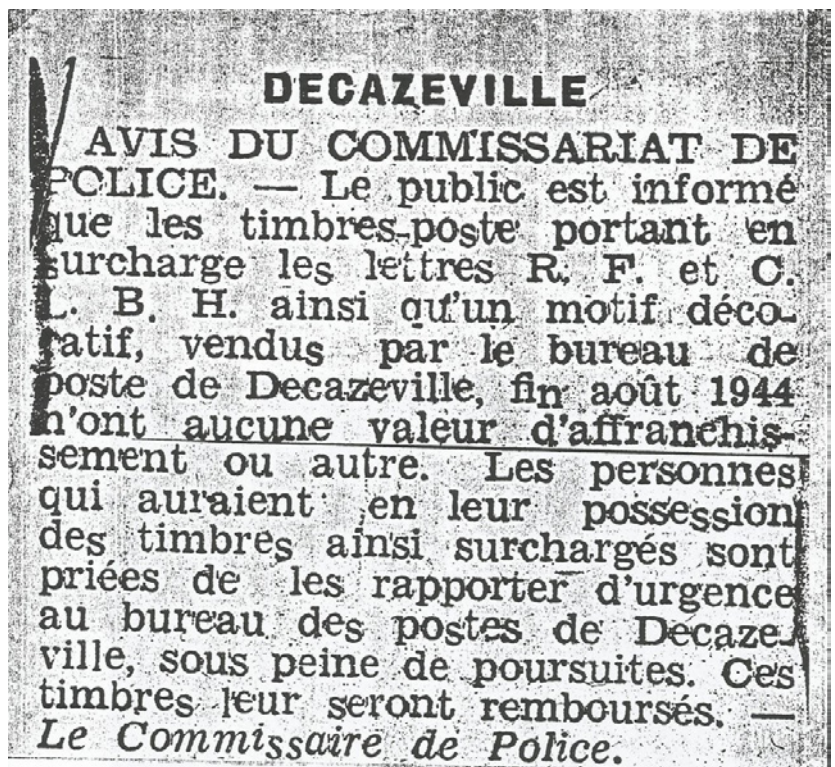 DECAZEVILLE
AVIS DU COMMISSARIAT DE
POLICE. — Le public est informé
que les timbres-poste portant en
surcharge les lettres R. F. et C.
L. B. H. ainsi qu'un motif déco-
ratif, vendus par le bureau de
poste de Decazeville, fin août 1944
n'ont aucune valeur d'affranchis-
sement ou autre. Les personnes
qui auraient en leur possession
des timbres ainsi surchargés sont
priées de les rapporter d'urgence
au bureau des postes de Decaze-
ville, sous peine de poursuites. Ces
timbres leur seront remboursés. —
Le Commissaire de Police.